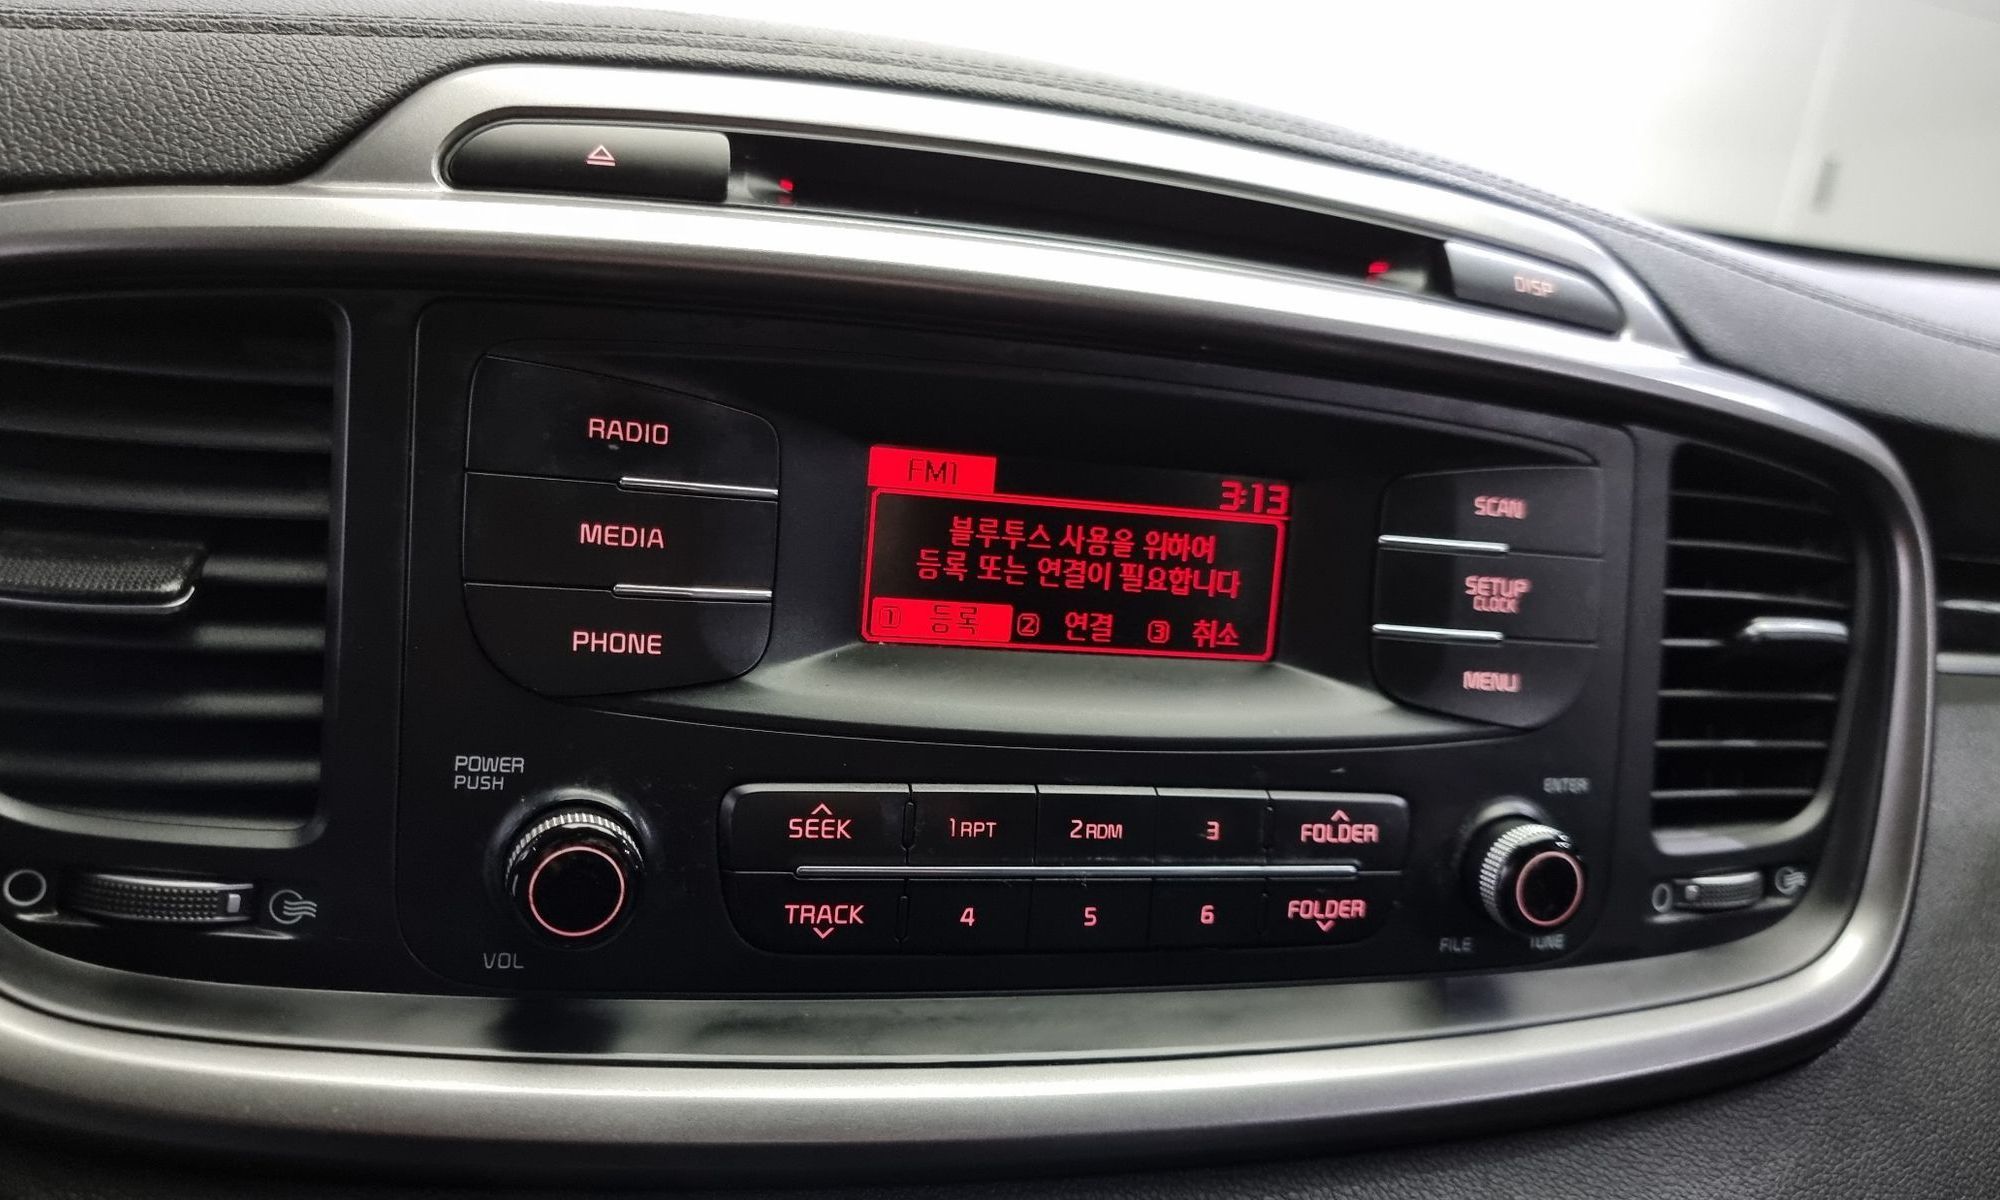 DISP
RADIO
MEDIA
PHONE
FM1
3:13
블루투스 사용을 위하여
등록 또는 연결이 필요합니다
① 등록 ② 연결 ③ 취소
SCAN
SETUP
CLOCK
MENU
POWER
PUSH
VOL
SEEK
1 RPT
2 RDM
3
FOLDER
TRACK
4
5
6
FOLDER
ENTER
FILE
TUNE